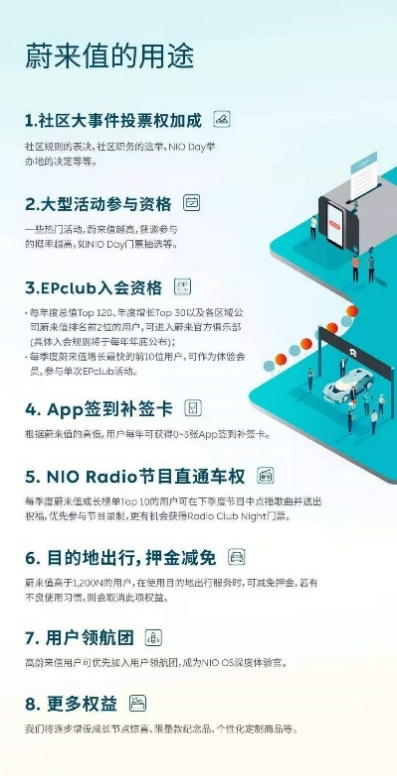 蔚来值的用途
1.社区大事件投票权加成
社区规则的表决,社区职务的选举,NIO Day举
办地的决定等等。
2.大型活动参与资格
一些热门活动,蔚来值越高,获邀参与
的概率越高,如NIO Day门票抽选等。
3.EPclub入会资格
·每年度总值Top 120、年度增长Top 30以及各区域公
司蔚来值排名前2位的用户,可进入蔚来官方俱乐部
(具体入会规则将于每年年底公布);
·每季度蔚来值增长最快的前10位用户,可作为体验会
员,参与单次EPclub活动。
4. App签到补签卡
根据蔚来值的高低,用户每年可获得0~3张App签到补签卡。
5. NIO Radio节目直通车权
每季度蔚来值成长榜单Top 10的用户可在下季度节目中点播歌曲并送出
祝福,优先参与节目录制,更有机会获得Radio Club Night门票。
6. 目的地出行,押金减免
蔚来值高于1,200N的用户,在使用目的地出行服务时,可减免押金,若有
不良使用习惯,则会取消此项权益。
7. 用户领航团
高蔚来值用户可优先加入用户领航团,成为NIO OS深度体验官。
8. 更多权益
我们将逐步增设成长节点惊喜、限量款纪念品、个性化定制商品等。